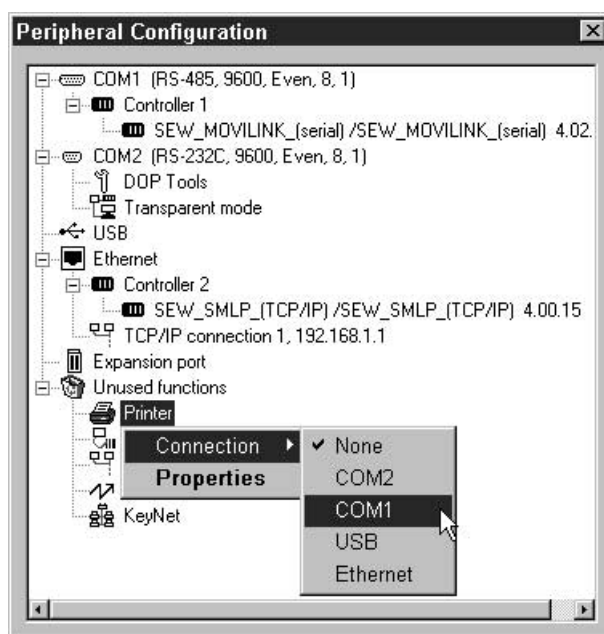 Peripheral Configuration
COM1 (RS-485, 9600, Even, 8, 1)
Controller 1
SEW_MOVILINK_(serial) /SEW_MOVILINK_(serial) 4.02.
COM2 (RS-232C, 9600, Even, 8, 1)
DOP Tools
Transparent mode
USB
Ethernet
Controller 2
SEW_SMLP_(TCP/IP) /SEW_SMLP_(TCP/IP) 4.00.15
TCP/IP connection 1, 192.168.1.1
Expansion port
Unused functions
Printer
Connection
Properties
None
COM2
COM1
USB
Ethernet
KeyNet